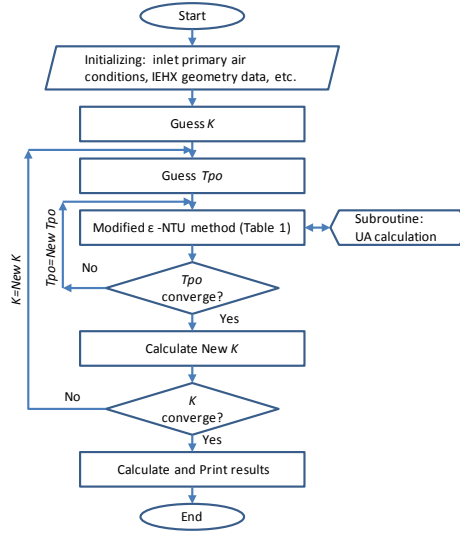 Start
Initializing: inlet primary air
conditions, IEHX geometry data, etc.
Guess K
Guess Tpo
Modified ε -NTU method (Table 1)
Subroutine:
UA calculation
Tpo=New Tpo
K=New K
No
Tpo
converge?
Yes
Calculate New K
No
K
converge?
Yes
Calculate and Print results
End